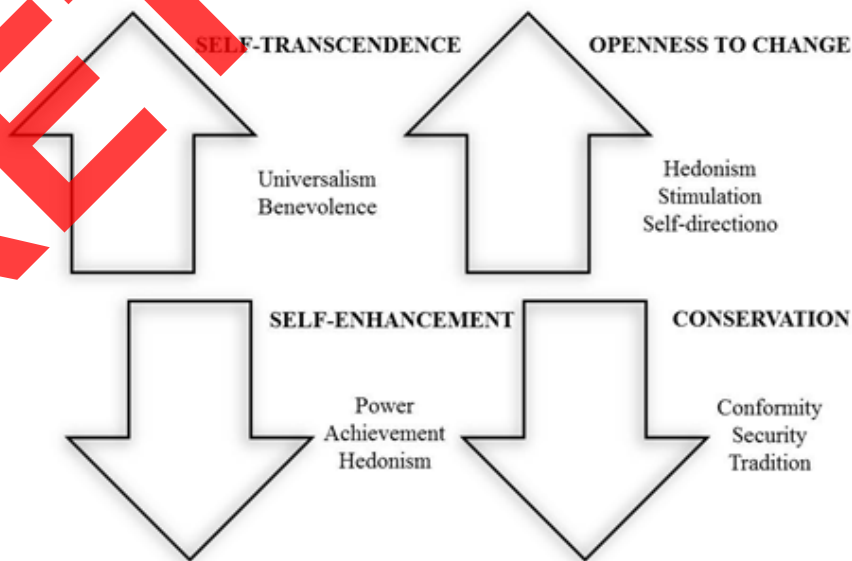 SELF-TRANSCENDENCE
Universalism
Benevolence
OPENNESS TO CHANGE
Hedonism
Stimulation
Self-directiono
SELF-ENHANCEMENT
Power
Achievement
Hedonism
CONSERVATION
Conformity
Security
Tradition